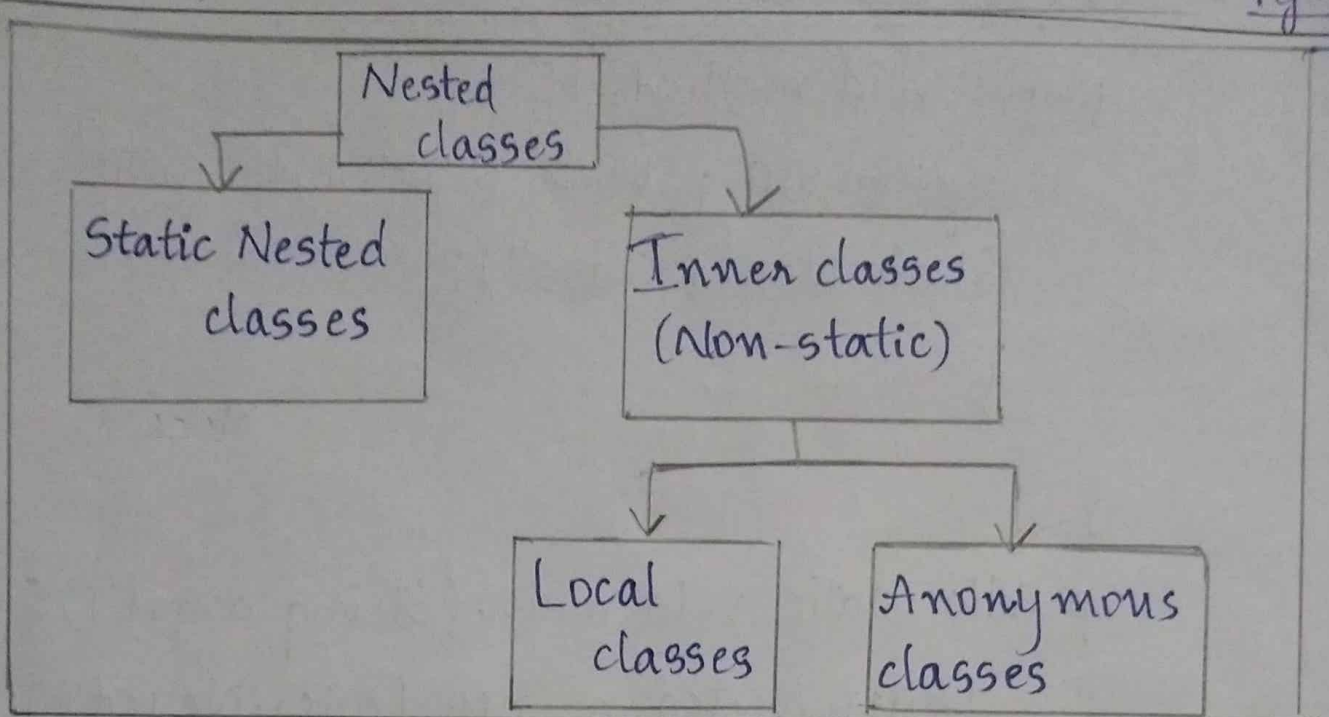 Nested
classes
Static Nested
classes
Inner classes
(Non-static)
Local
classes
Anonymous
classes